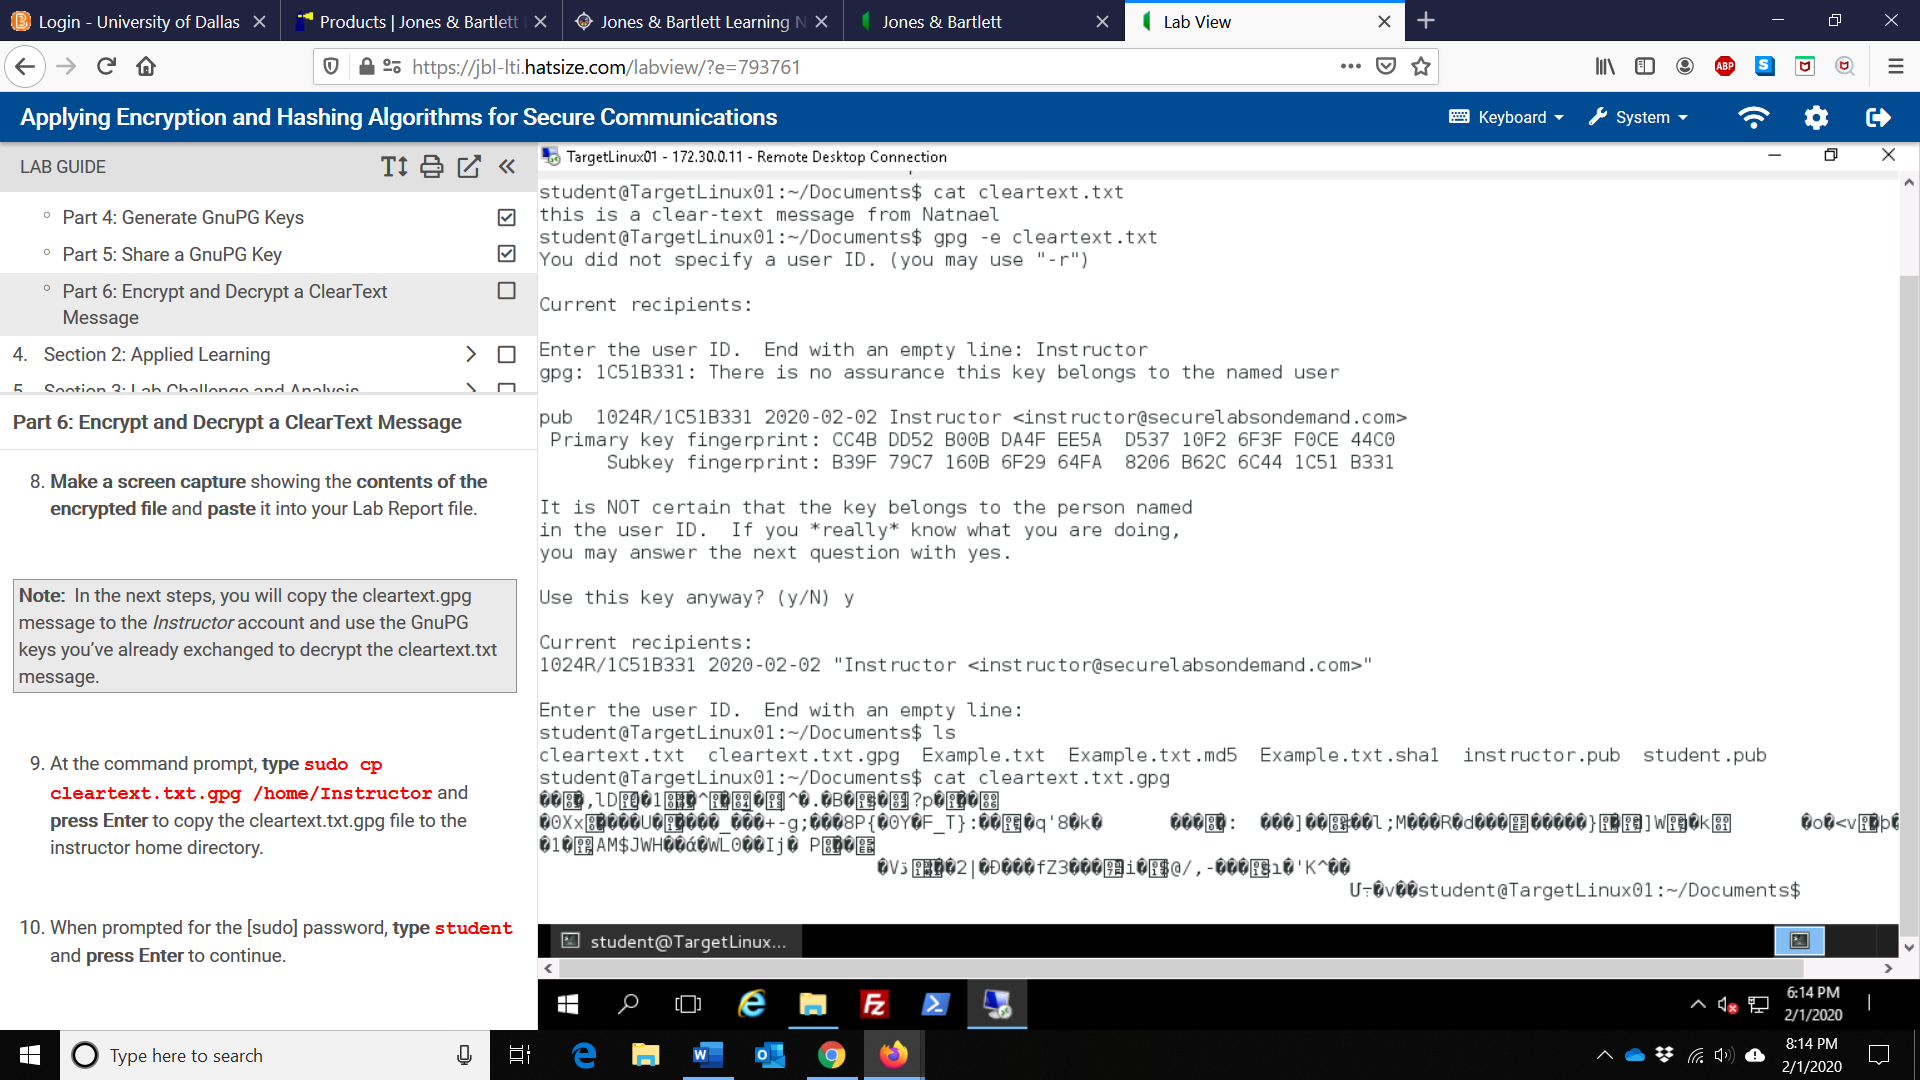 Login - University of Dallas
Products | Jones & Bartlett
Jones & Bartlett Learning N
Jones & Bartlett
Lab View
https://jbl-lti.hatsize.com/labview/?e=793761
Applying Encryption and Hashing Algorithms for Secure Communications
Keyboard
System
LAB GUIDE
Part 4: Generate GnuPG Keys
Part 5: Share a GnuPG Key
Part 6: Encrypt and Decrypt a ClearText
Message
4. Section 2: Applied Learning
5. Section 3: Lab Challenge and Analysis
Part 6: Encrypt and Decrypt a ClearText Message
8. Make a screen capture showing the contents of the
encrypted file and paste it into your Lab Report file.
Note: In the next steps, you will copy the cleartext.gpg
message to the Instructor account and use the GnuPG
keys you've already exchanged to decrypt the cleartext.txt
message.
9. At the command prompt, type sudo cp
cleartext.txt.gpg /home/Instructor and
press Enter to copy the cleartext.txt.gpg file to the
instructor home directory.
10. When prompted for the [sudo] password, type student
and press Enter to continue.
TargetLinux01 - 172.30.0.11 - Remote Desktop Connection
student@TargetLinux01:~/Documents$ cat cleartext.txt
this is a clear-text message from Natnael
student@TargetLinux01:~/Documents$ gpg -e cleartext.txt
You did not specify a user ID. (you may use "-r")
Current recipients:
Enter the user ID.  End with an empty line: Instructor
gpg: 1C51B331: There is no assurance this key belongs to the named user
pub  1024R/1C51B331 2020-02-02 Instructor <instructor@securelabsondemand.com>
Primary key fingerprint: CC4B DD52 B00B DA4F EE5A  D537 10F2 6F3F F0CE 44C0
Subkey fingerprint: B39F 79C7 160B 6F29 64FA  8206 B62C 6C44 1C51 B331
It is NOT certain that the key belongs to the person named
in the user ID.  If you *really* know what you are doing,
you may answer the next question with yes.
Use this key anyway? (y/N) y
Current recipients:
1024R/1C51B331 2020-02-02 "Instructor <instructor@securelabsondemand.com>"
Enter the user ID.  End with an empty line:
student@TargetLinux01:~/Documents$ ls
cleartext.txt  cleartext.txt.gpg  Example.txt  Example.txt.md5  Example.txt.sha1  instructor.pub  student.pub
student@TargetLinux01:~/Documents$ cat cleartext.txt.gpg
student@TargetLinux01:~/Documents$
student@TargetLinux...
6:14 PM
2/1/2020
Type here to search
8:14 PM
2/1/2020